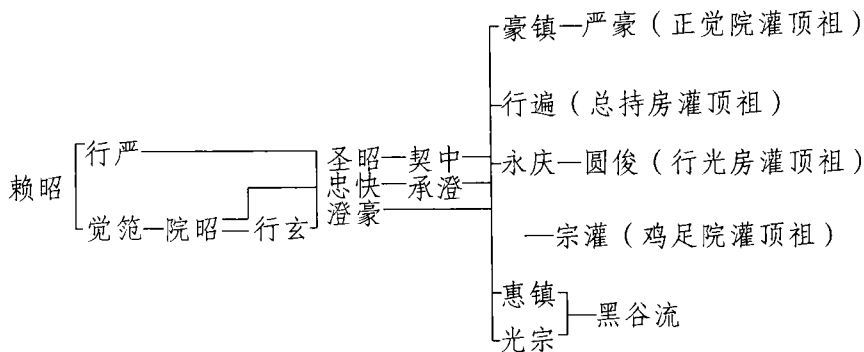 豪镇—严豪（正觉院灌顶祖）
行遍（总持房灌顶祖）
赖昭
行严
圣昭—契中
永庆—圆俊（行光房灌顶祖）
忠快—承澄
觉范—院昭═行玄
澄豪
—宗灌（鸡足院灌顶祖）
惠镇
黑谷流
光宗